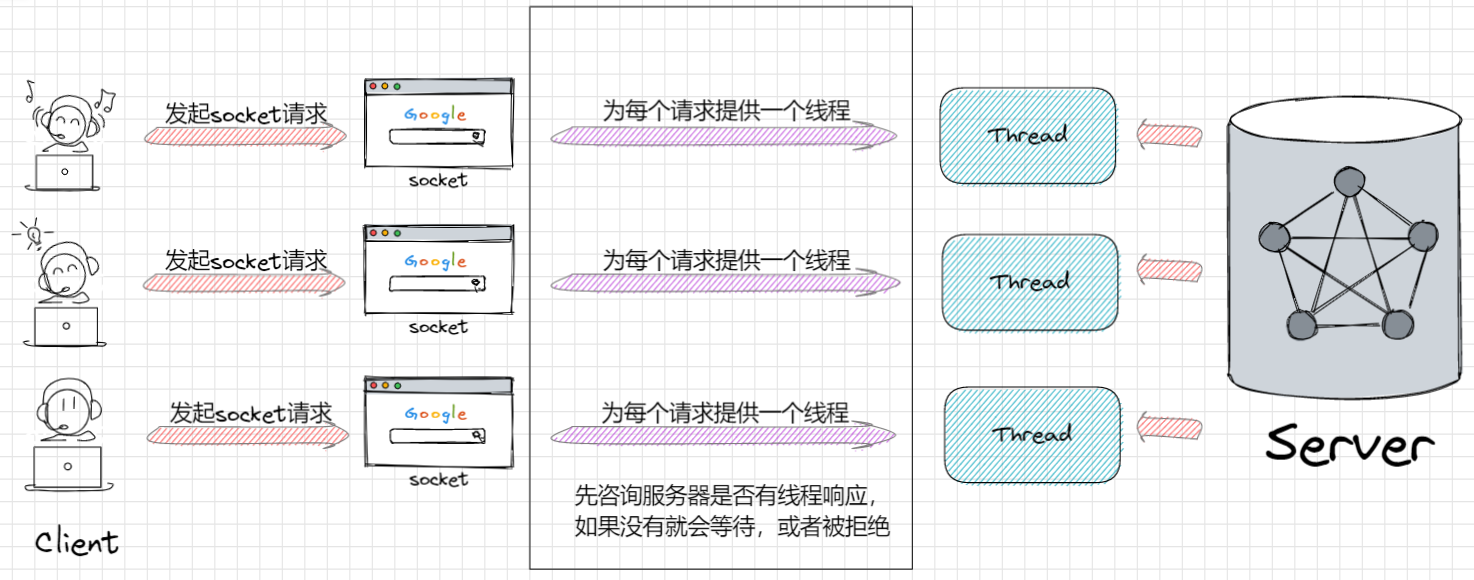 发起socket请求
Google
为每个请求提供一个线程
Thread
socket
发起socket请求
Google
为每个请求提供一个线程
Thread
socket
发起socket请求
Google
为每个请求提供一个线程
Thread
socket
Server
先咨询服务器是否有线程响应,
如果没有就会等待，或者被拒绝
Client